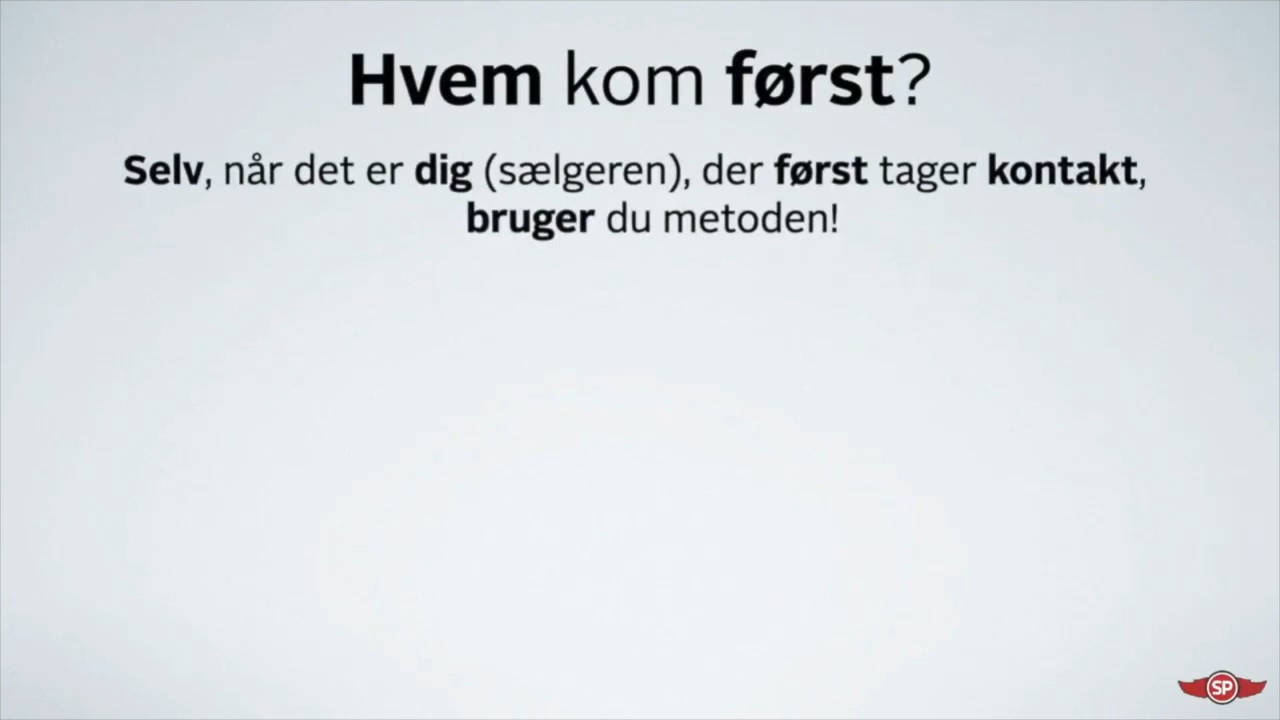 Hvem kom først?
Selv, når det er dig (sælgeren), der først tager kontakt,
bruger du metoden!
SP